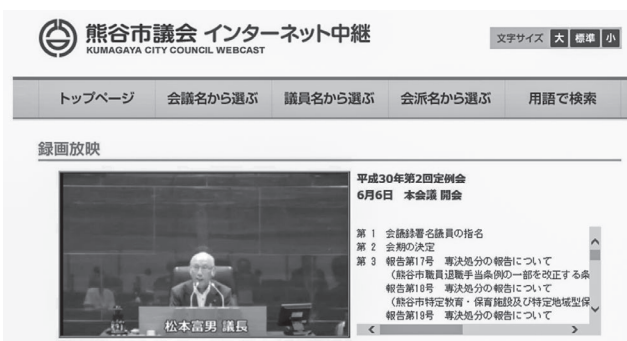 熊谷市議会 インターネット中継
KUMAGAYA CITY COUNCIL WEBCAST
文字サイズ 大 標準 小
トップページ 会議名から選ぶ 議員名から選ぶ 会派名から選ぶ 用語で検索
録画放映
平成30年第2回定例会
6月6日 本会議 開会
第 1 会議録署名議員の指名
第 2 会期の決定
第 3 報告第17号 専決処分の報告について
（熊谷市職員退職手当条例の一部を改正する条
報告第18号 専決処分の報告について
（熊谷市特定教育・保育施設及び特定地域型保
報告第19号 専決処分の報告について
松本富男 議長